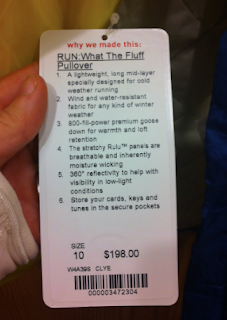 why we made this:
RUN:What The Fluff
Pullover
1. A lightweight, long mid-layer
specially designed for cold
weather running
2. Wind and water-resistant
fabric for any kind of winter
weather
3. 800-fill-power premium goose
down for warmth and loft
retention
4. The stretchy Rulu™ panels are
breathable and inherently
moisture wicking
5. 360° reflectivity to help with
visibility in low-light
conditions
6. Store your cards, keys and
tunes in the secure pockets
SIZE
10 $198.00
W4A39S CLYE
000003472304